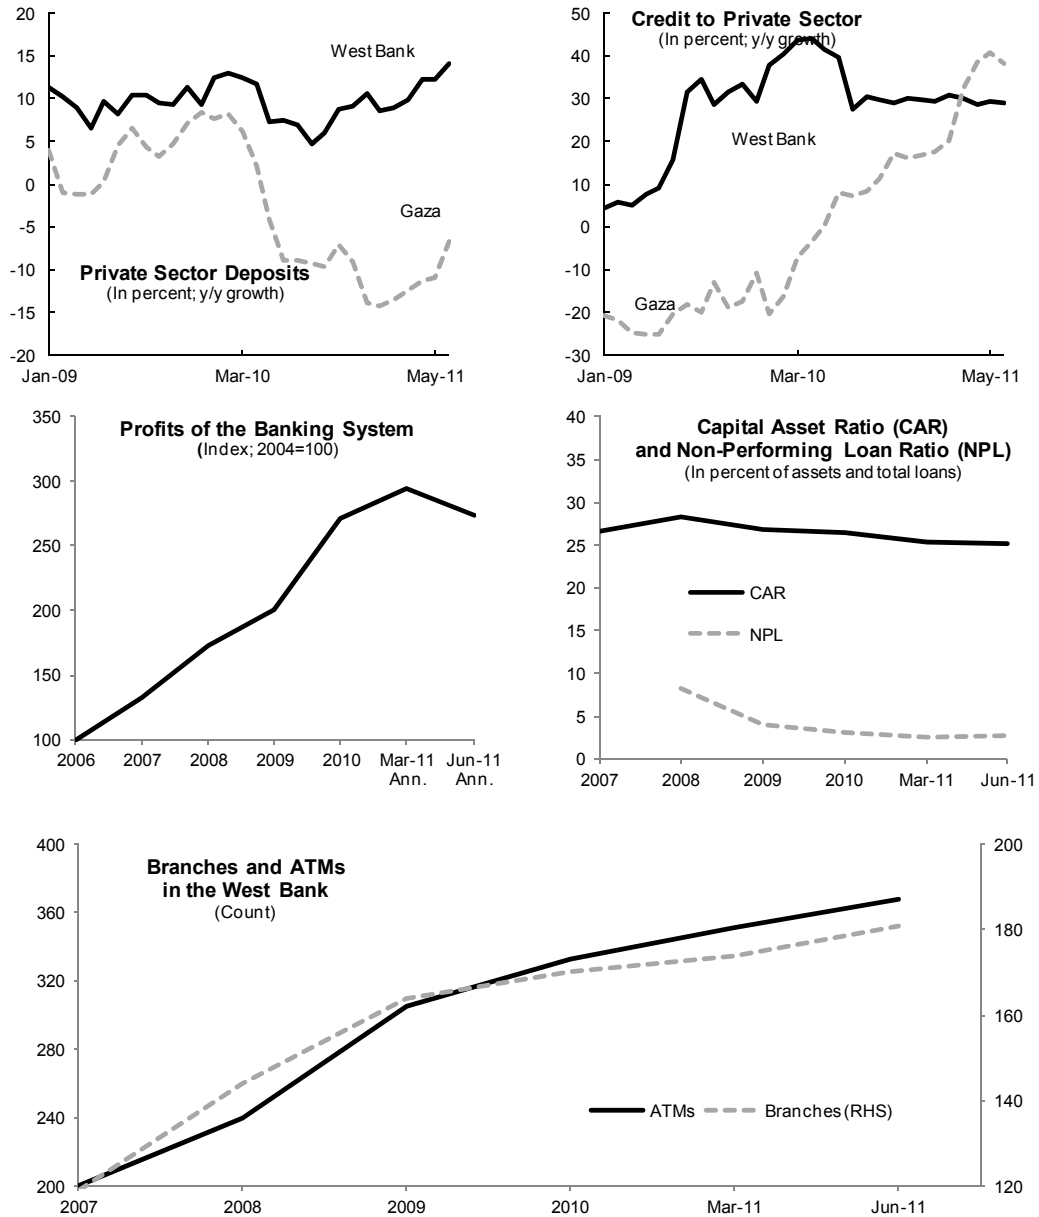 20
15
10
5
0
-5
-10
-15
-20
West Bank
Gaza
Private Sector Deposits
(In percent; y/y growth)
Jan-09 Mar-10 May-11
Credit to Private Sector
(In percent; y/y growth)
50
40
30
20
10
0
-10
-20
-30
West Bank
Gaza
Jan-09 Mar-10 May-11
Profits of the Banking System
(Index; 2004=100)
350
300
250
200
150
100
2006 2007 2008 2009 2010 Mar-11 Jun-11
Ann. Ann.
Capital Asset Ratio (CAR)
and Non-Performing Loan Ratio (NPL)
(In percent of assets and total loans)
40
35
30
25
20
15
10
5
0
CAR
NPL
2007 2008 2009 2010 Mar-11 Jun-11
Branches and ATMs
in the West Bank
(Count)
400
360
320
280
240
200
200
180
160
140
120
ATMs Branches (RHS)
2007 2008 2009 2010 Mar-11 Jun-11